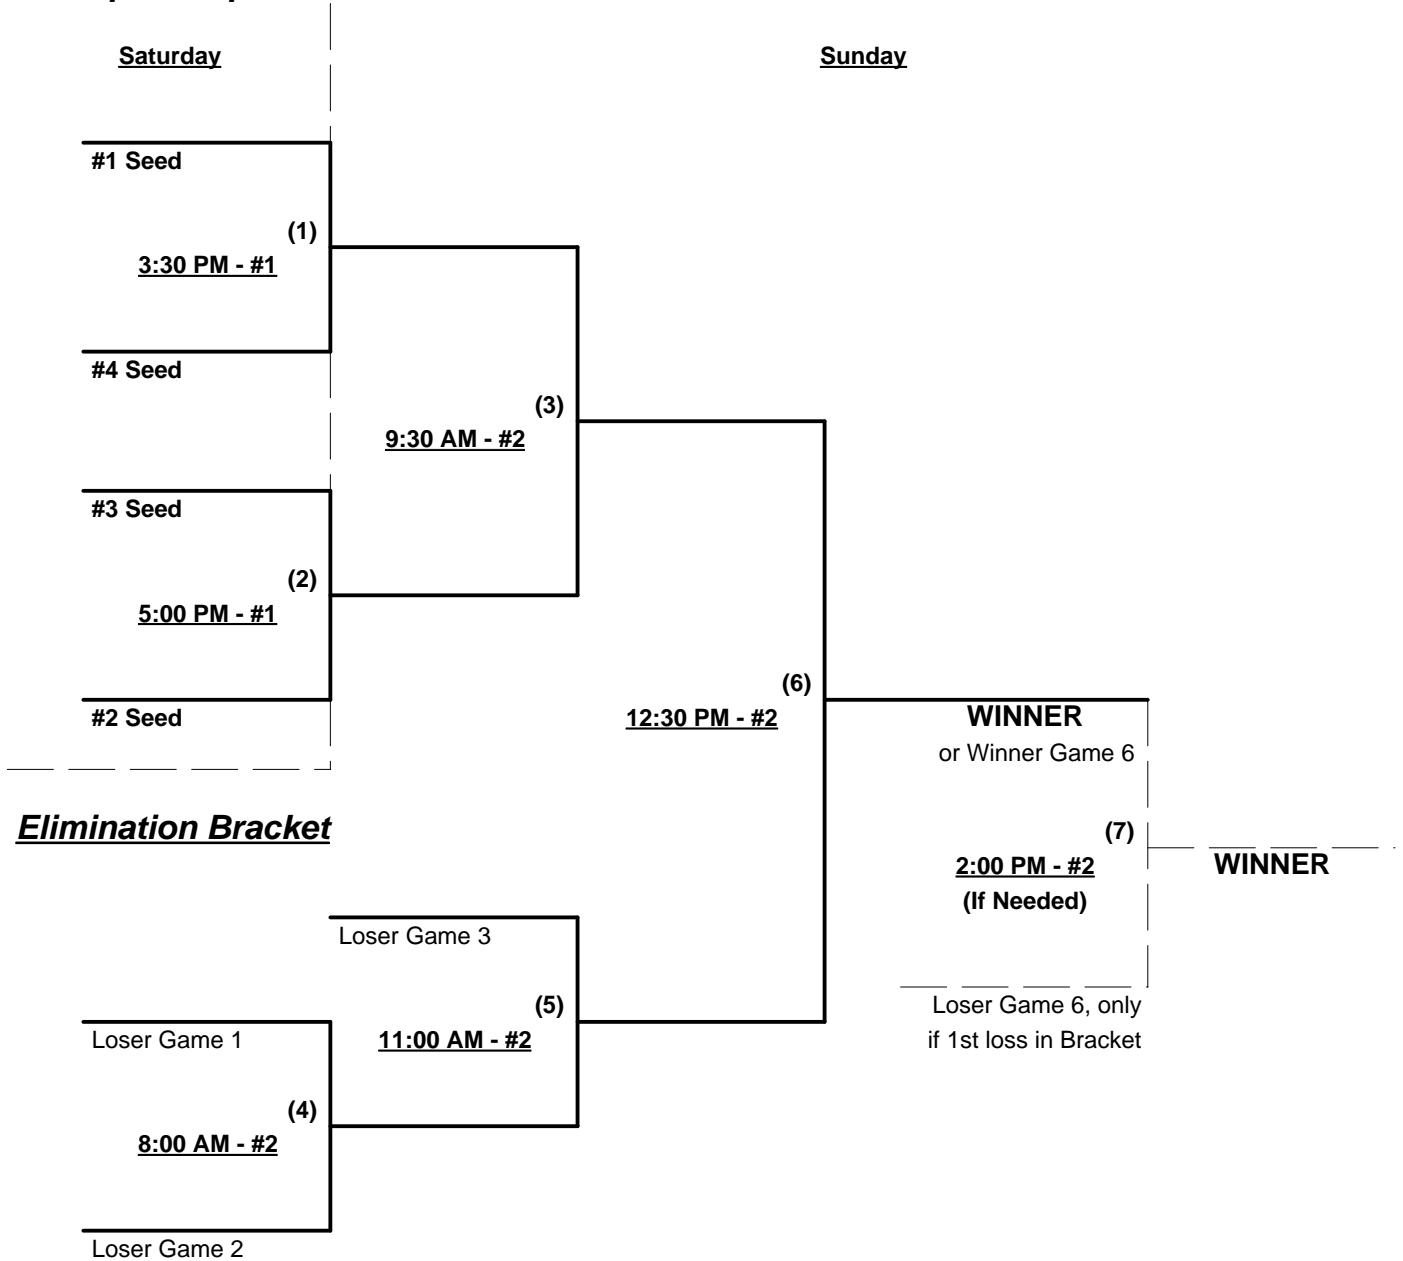 Saturday
Sunday
#1 Seed
(1)
3:30 PM - #1
#4 Seed
(3)
9:30 AM - #2
#3 Seed
(2)
5:00 PM - #1
#2 Seed
(6)
12:30 PM - #2
WINNER
or Winner Game 6
Elimination Bracket
(7)
2:00 PM - #2
(If Needed)
WINNER
Loser Game 3
(5)
11:00 AM - #2
Loser Game 6, only
if 1st loss in Bracket
Loser Game 1
(4)
8:00 AM - #2
Loser Game 2